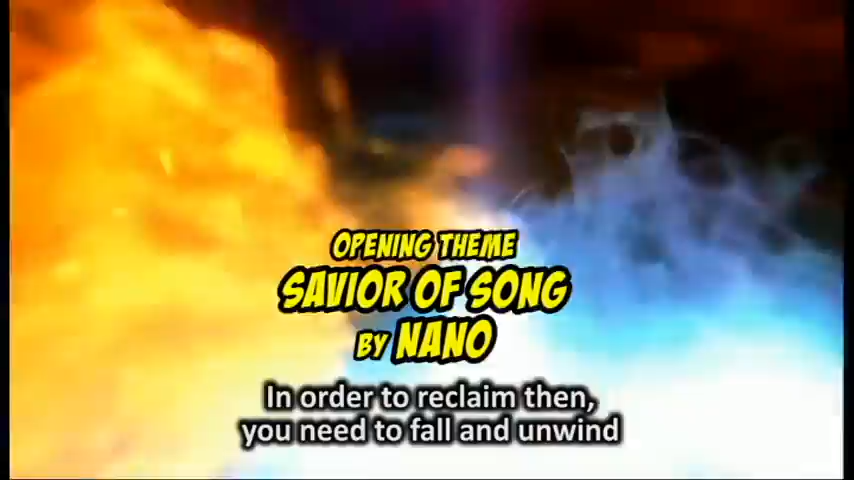 OPENING THEME
SAVIOR OF SONG
BY NANO
In order to reclaim then,
you need to fall and unwind